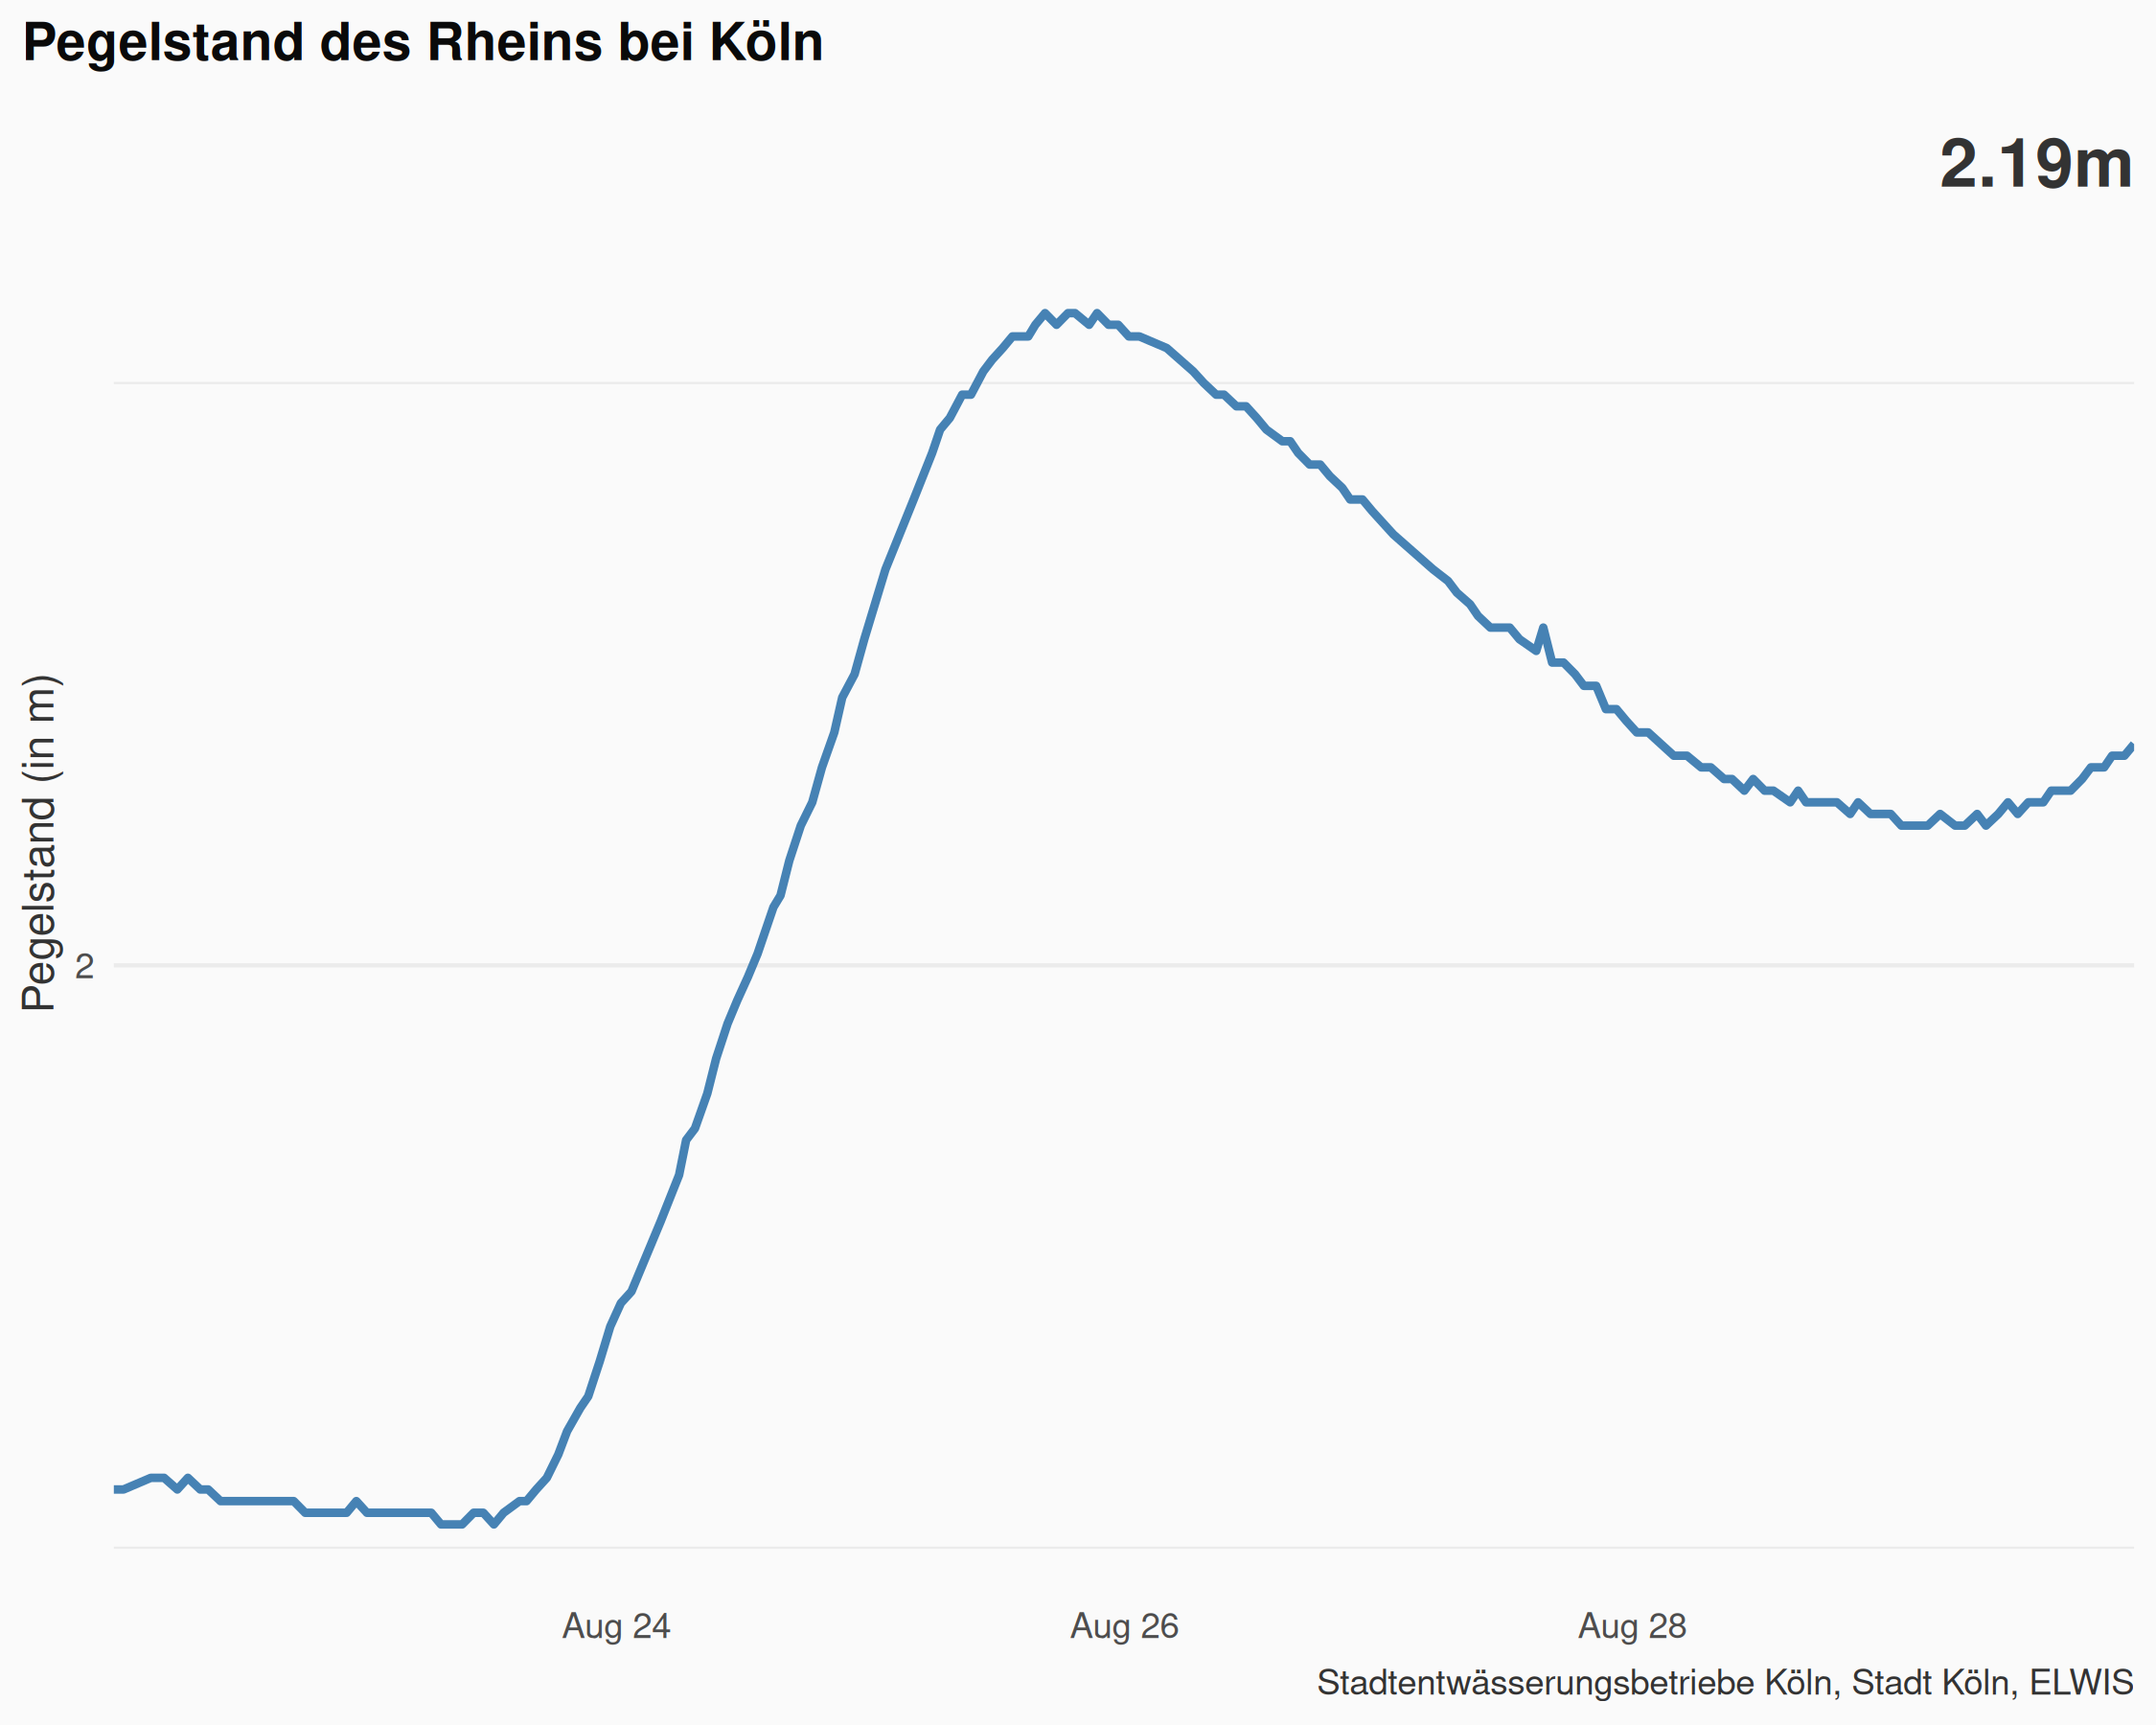 Pegelstand des Rheins bei Köln
2.19m
Pegelstand (in m)
2
Aug 24
Aug 26
Aug 28
Stadtentwässerungsbetriebe Köln, Stadt Köln, ELWIS